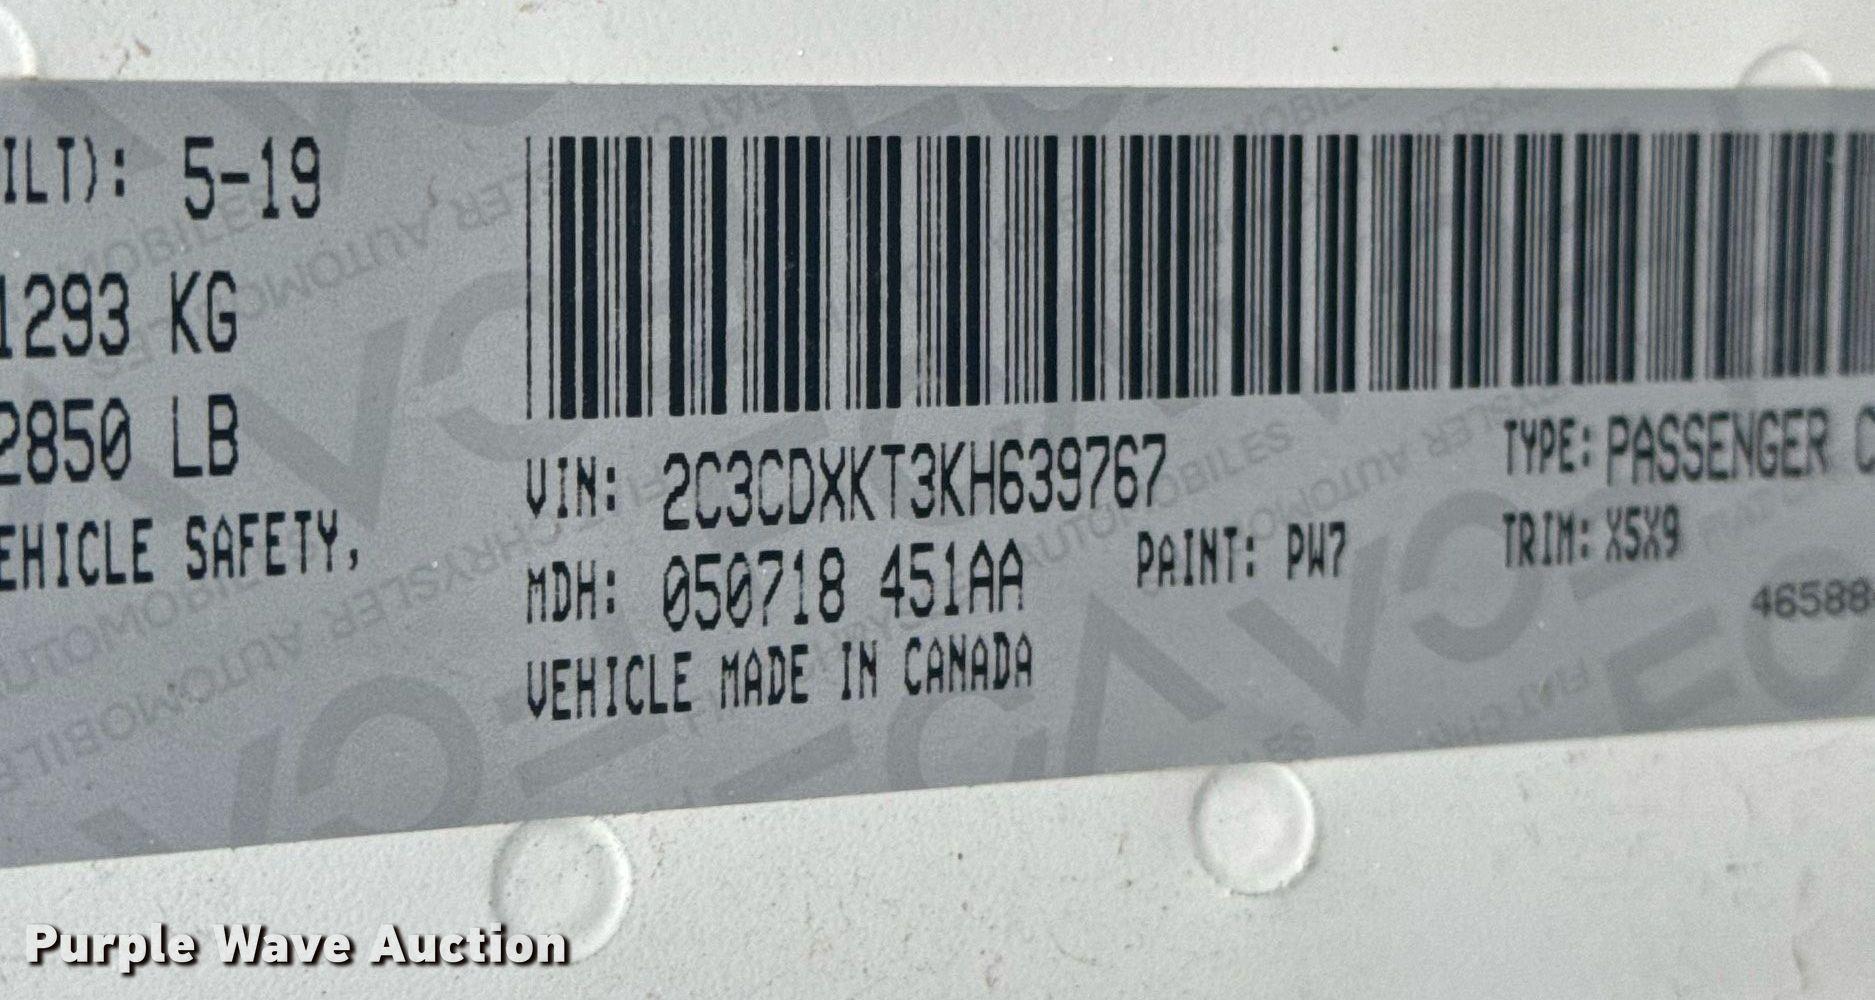 ILT): 5-19
1293 KG
2850 LB
EHICLE SAFETY,
VIN: 2C3CDXKT3KH639767
MDH: 050718 451AA
VEHICLE MADE IN CANADA
PAINT: PW7
TYPE: PASSENGER C
TRIM: X5X9
46588
Purple Wave Auction